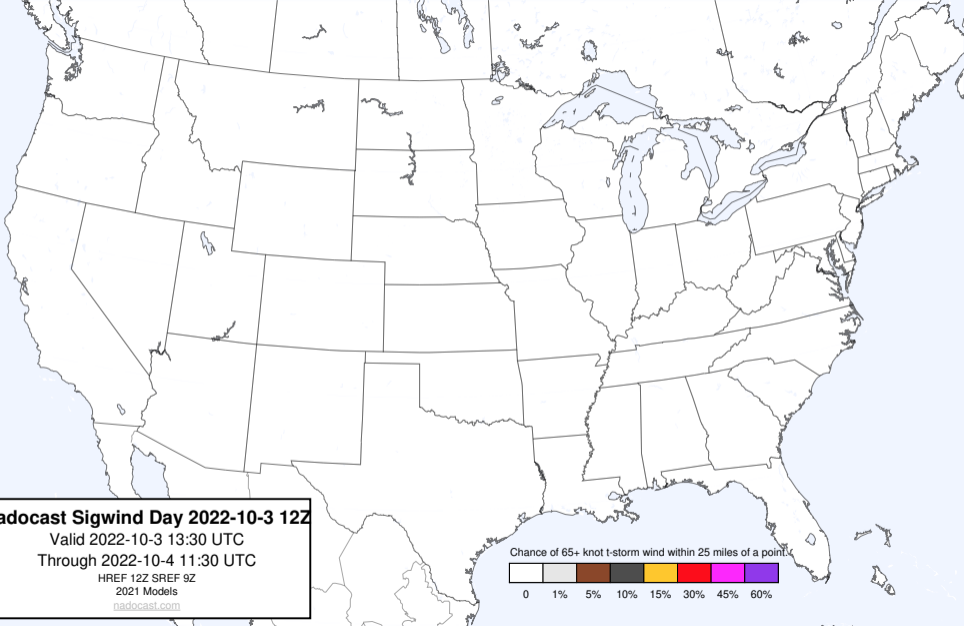 adocast Sigwind Day 2022-10-3 12Z
Valid 2022-10-3 13:30 UTC
Through 2022-10-4 11:30 UTC
HREF 12Z SREF 9Z
2021 Models
nadocast.com
Chance of 65+ knot t-storm wind within 25 miles of a point.
0 1% 5% 10% 15% 30% 45% 60%